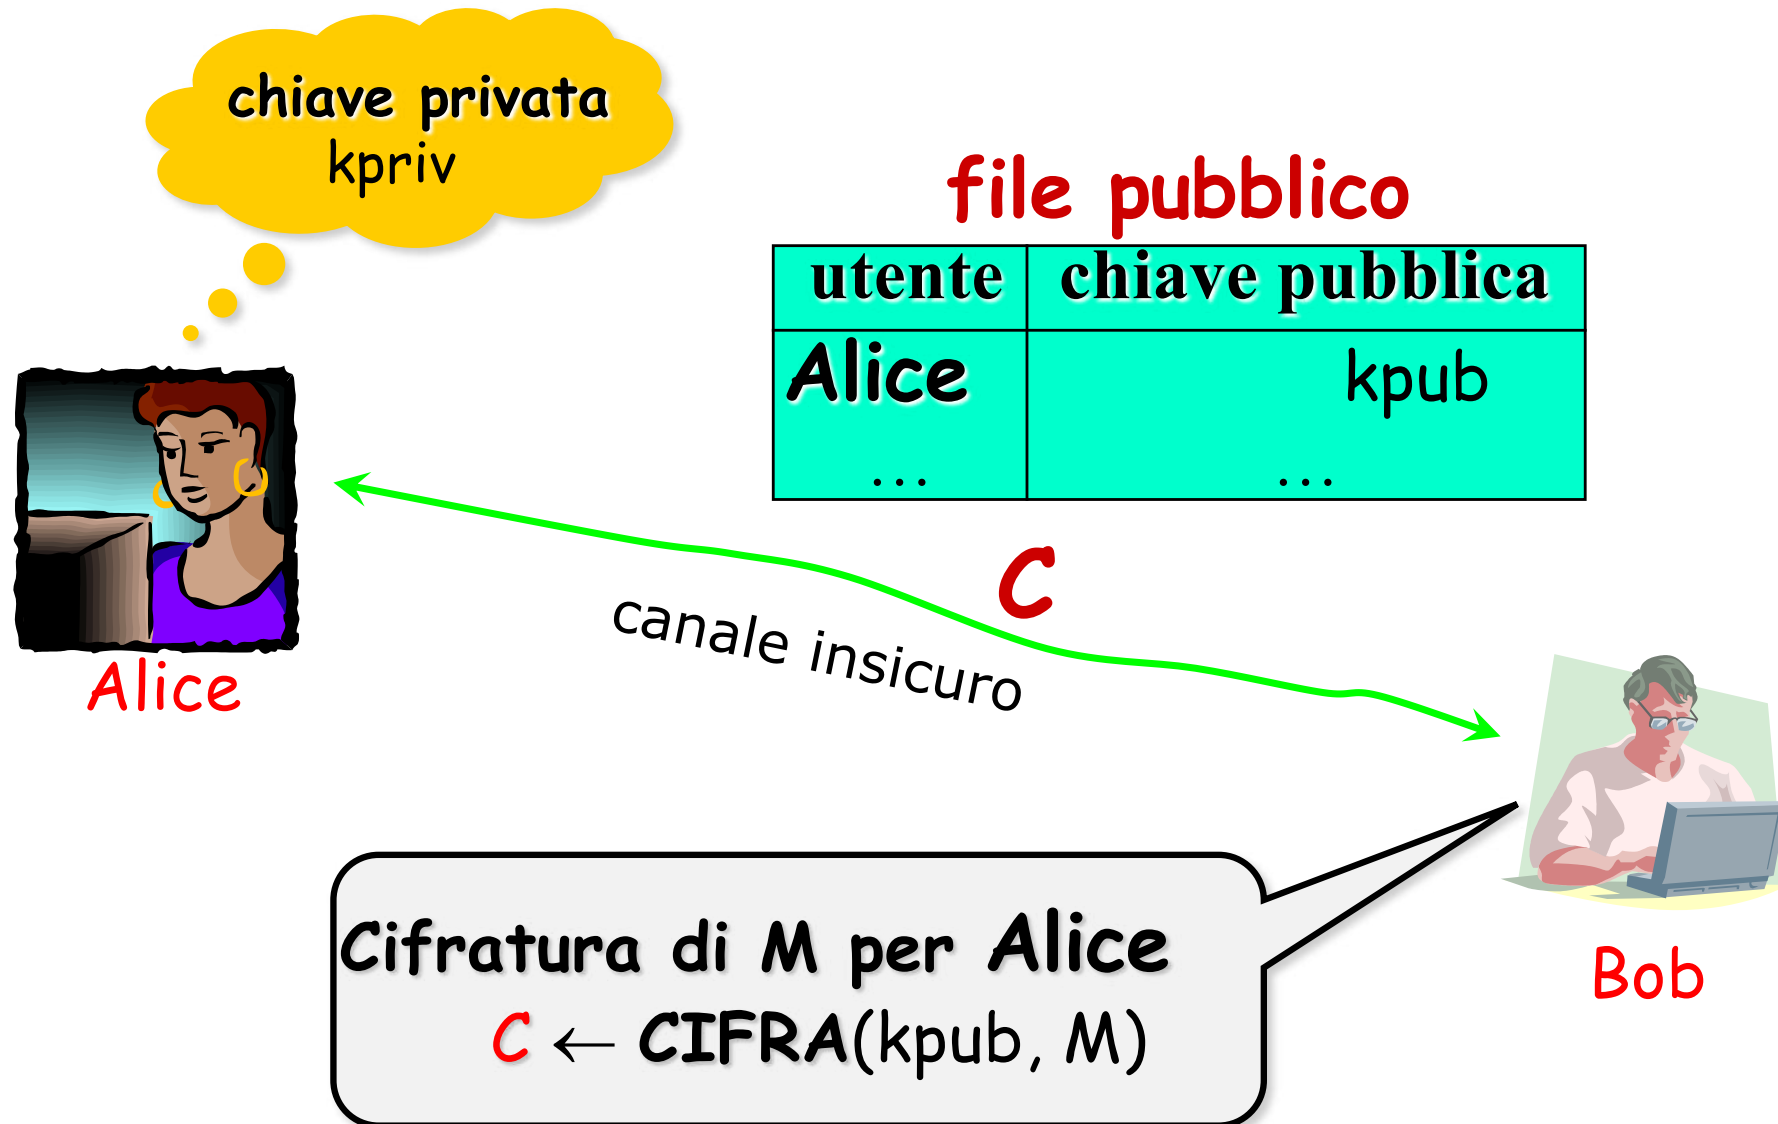 chiave privata
kpriv
file pubblico
utente chiave pubblica
Alice kpub
... ...
C
canale insicuro
Alice
Cifratura di M per Alice
C ← CIFRA(kpub, M)
Bob